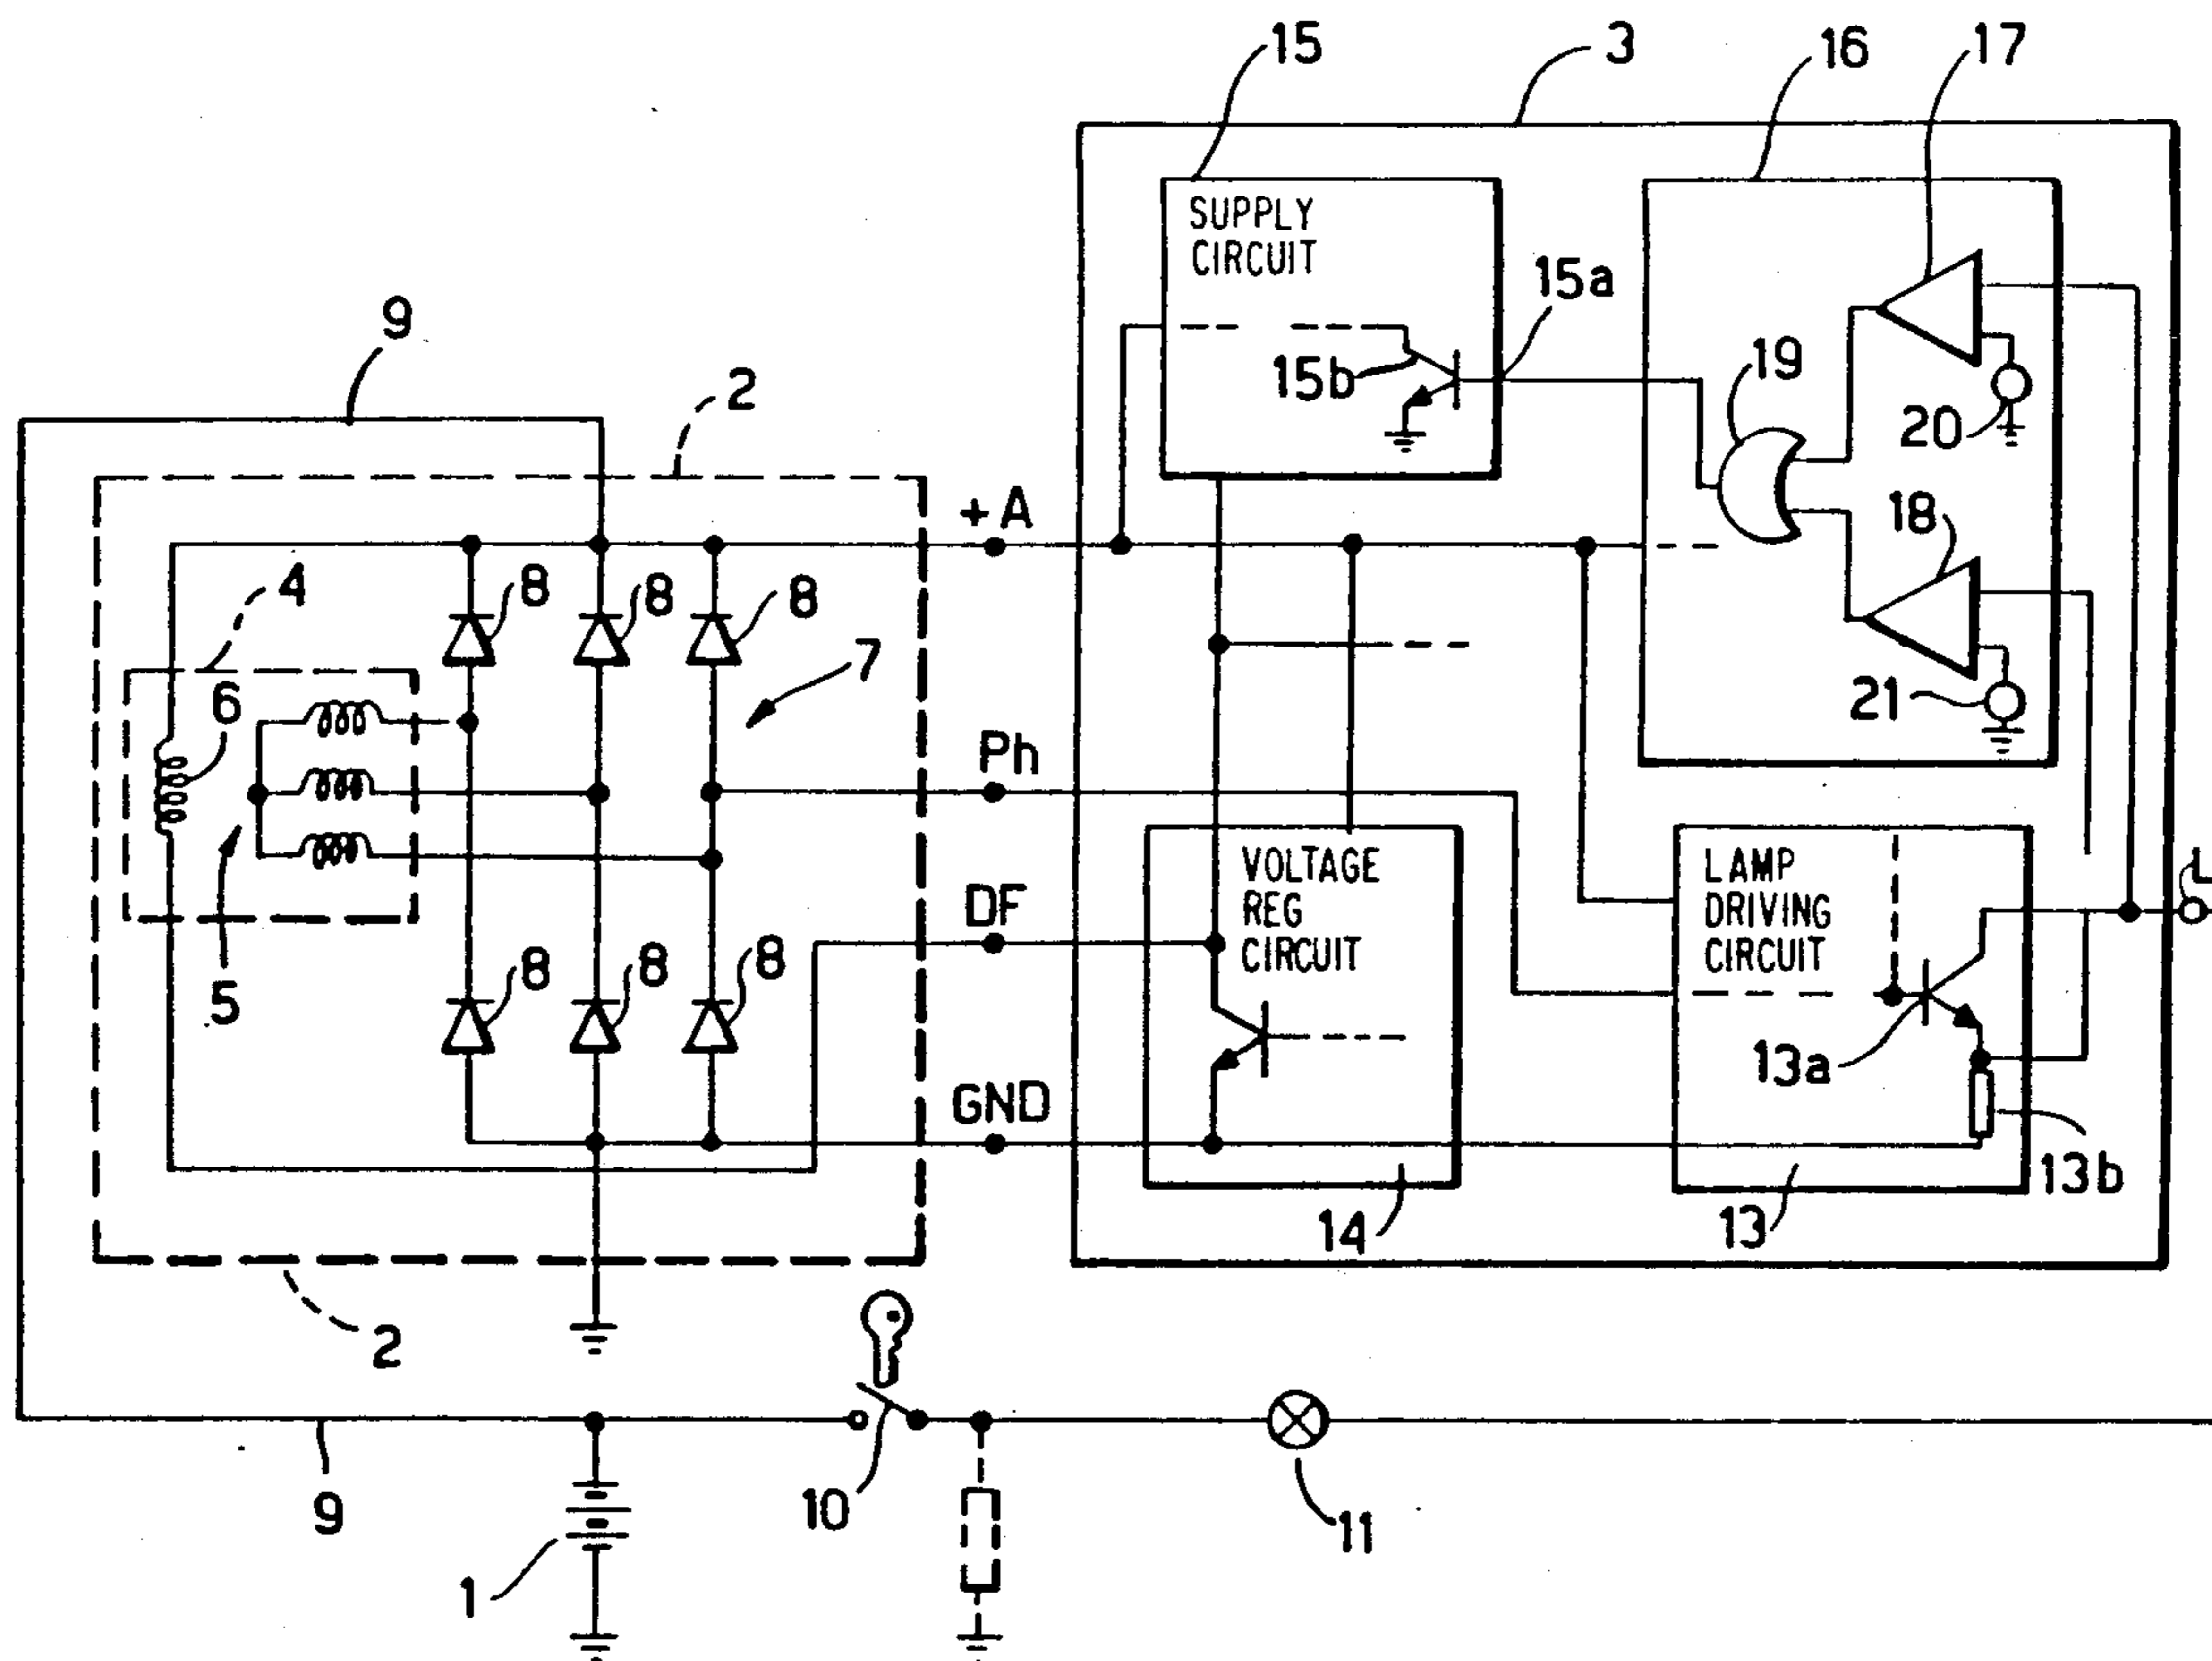 15
3
16
17
SUPPLY
CIRCUIT
15a
9
15b
19
2
20
+A
18
4
8
8
8
7
6
21
Ph
VOLTAGE
REG
CIRCUIT
LAMP
DRIVING
CIRCUIT
L
DF
8
8
8
5
13a
GND
13b
14
13
2
10
9
11
1